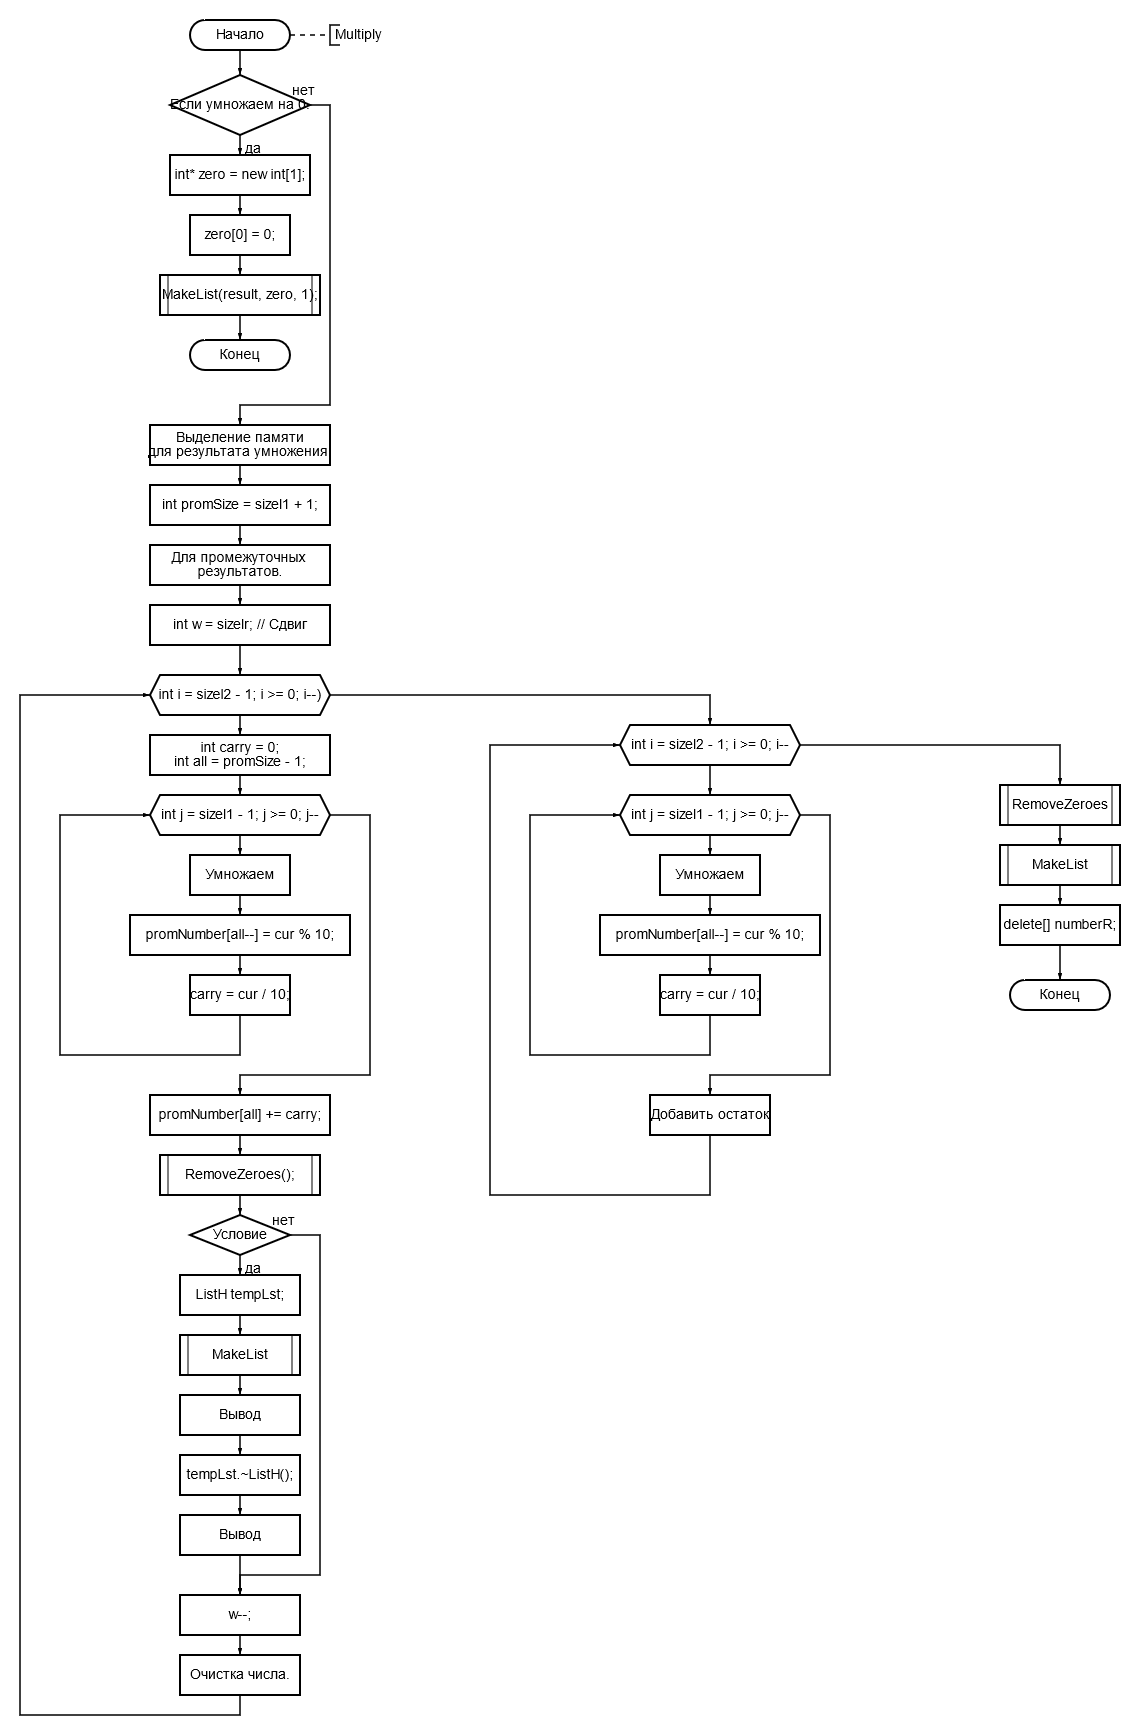 Начало
Multiply
нет
Если умножаем на 0.
да
int* zero = new int[1];
zero[0] = 0;
MakeList(result, zero, 1);
Конец
Выделение памяти
для результата умножения
int promSize = sizel1 + 1;
Для промежуточных
результатов.
int w = sizelr; // Сдвиг
int i = sizel2 - 1; i >= 0; i--)
int carry = 0;
int all = promSize - 1;
int j = sizel1 - 1; j >= 0; j--
Умножаем
promNumber[all--] = cur % 10;
carry = cur / 10;
promNumber[all] += carry;
RemoveZeroes();
нет
Условие
да
ListH tempLst;
MakeList
Вывод
tempLst.~ListH();
Вывод
w--;
Очистка числа.
int i = sizel2 - 1; i >= 0; i--
int j = sizel1 - 1; j >= 0; j--
Умножаем
promNumber[all--] = cur % 10;
carry = cur / 10;
Добавить остаток
RemoveZeroes
MakeList
delete[] numberR;
Конец